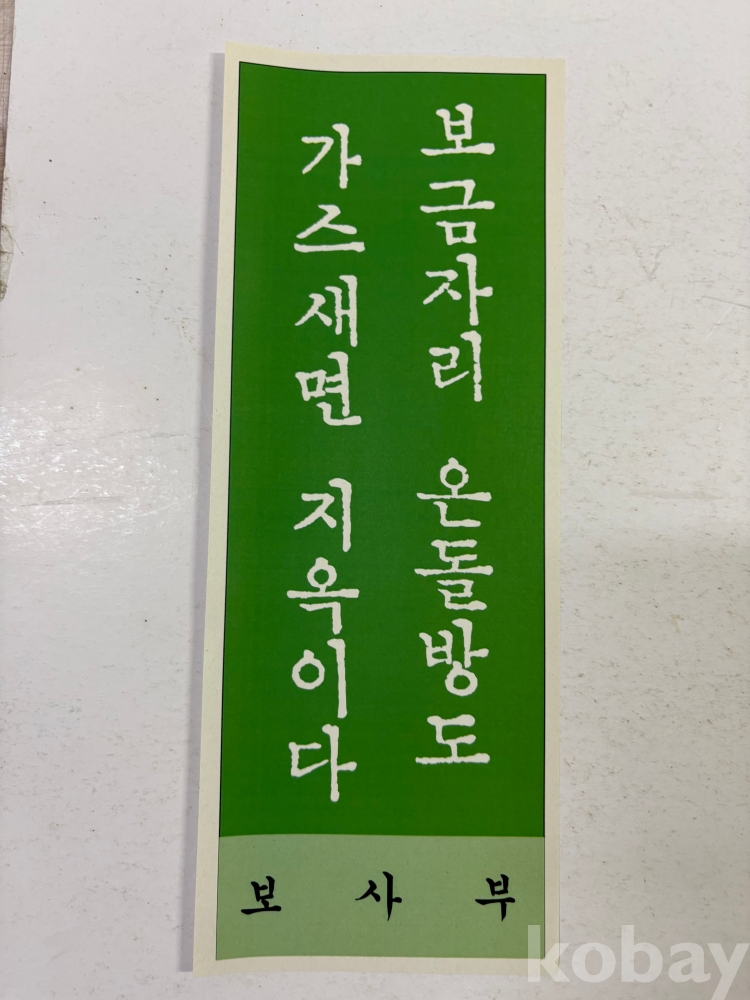 보금자리 온돌방도
가스새면 지옥이다
보사부
kobay